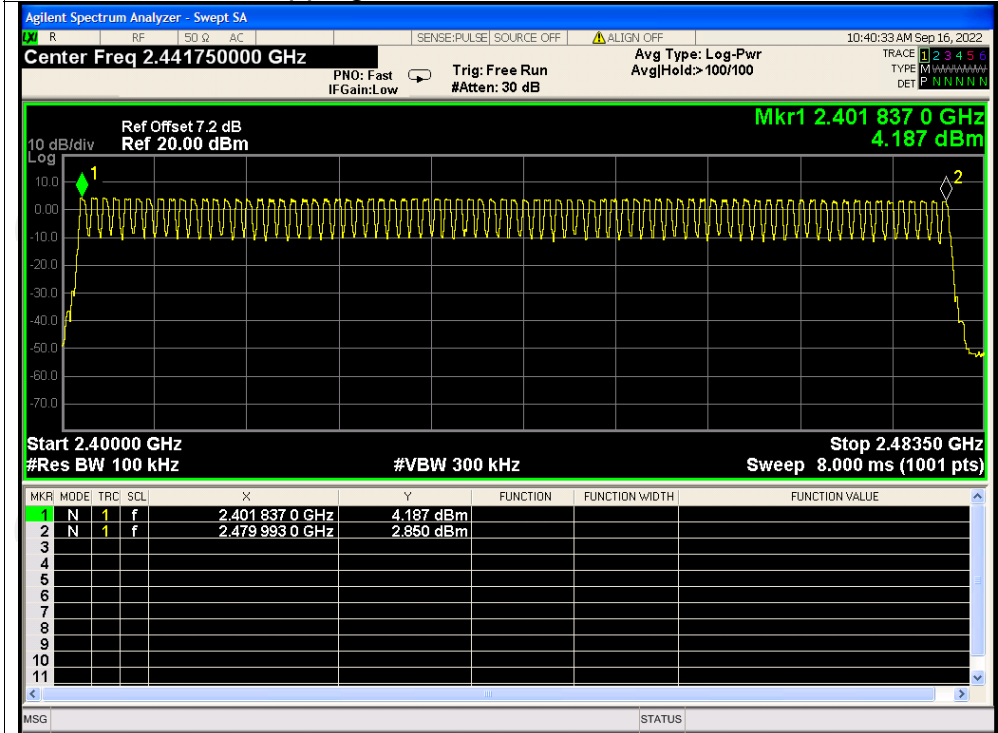 Agilent Spectrum Analyzer - Swept SA
LXI R RF 50 Ω AC SENSE:PULSE SOURCE OFF ALIGN OFF 10:40:33 AM Sep 16, 2022
Center Freq 2.441750000 GHz Avg Type: Log-Pwr TRACE 1 2 3 4 5 6
PNO: Fast Trig: Free Run Avg|Hold:>100/100 TYPE M WWWWW
IFGain:Low #Atten: 30 dB DET P N N N N N
Mkr1 2.401 837 0 GHz
Ref Offset 7.2 dB
10 dB/div Ref 20.00 dBm 4.187 dBm
Log
1
2
10.0
0.00
-10.0
-20.0
-30.0
-40.0
-50.0
-60.0
-70.0
Start 2.40000 GHz Stop 2.48350 GHz
#Res BW 100 kHz #VBW 300 kHz Sweep 8.000 ms (1001 pts)
MKR MODE TRC SCL X Y FUNCTION FUNCTION WIDTH FUNCTION VALUE
1 N 1 f 2.401 837 0 GHz 4.187 dBm
2 N 1 f 2.479 993 0 GHz 2.850 dBm
3
4
5
6
7
8
9
10
11
MSG STATUS